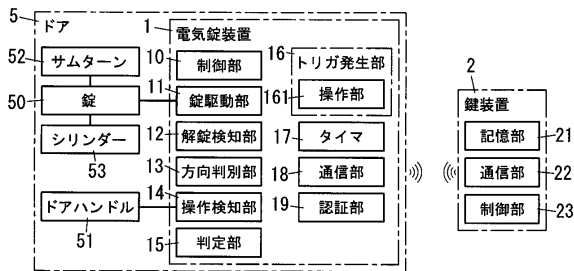 5
ドア
52
サムターン
50
錠
シリンダー
53
ドアハンドル
51
1
電気錠装置
10
制御部
11
錠駆動部
12
解錠検知部
13
方向判別部
14
操作検知部
15
判定部
16
トリガ発生部
161
操作部
17
タイマ
18
通信部
19
認証部
2
鍵装置
記憶部
21
通信部
22
制御部
23